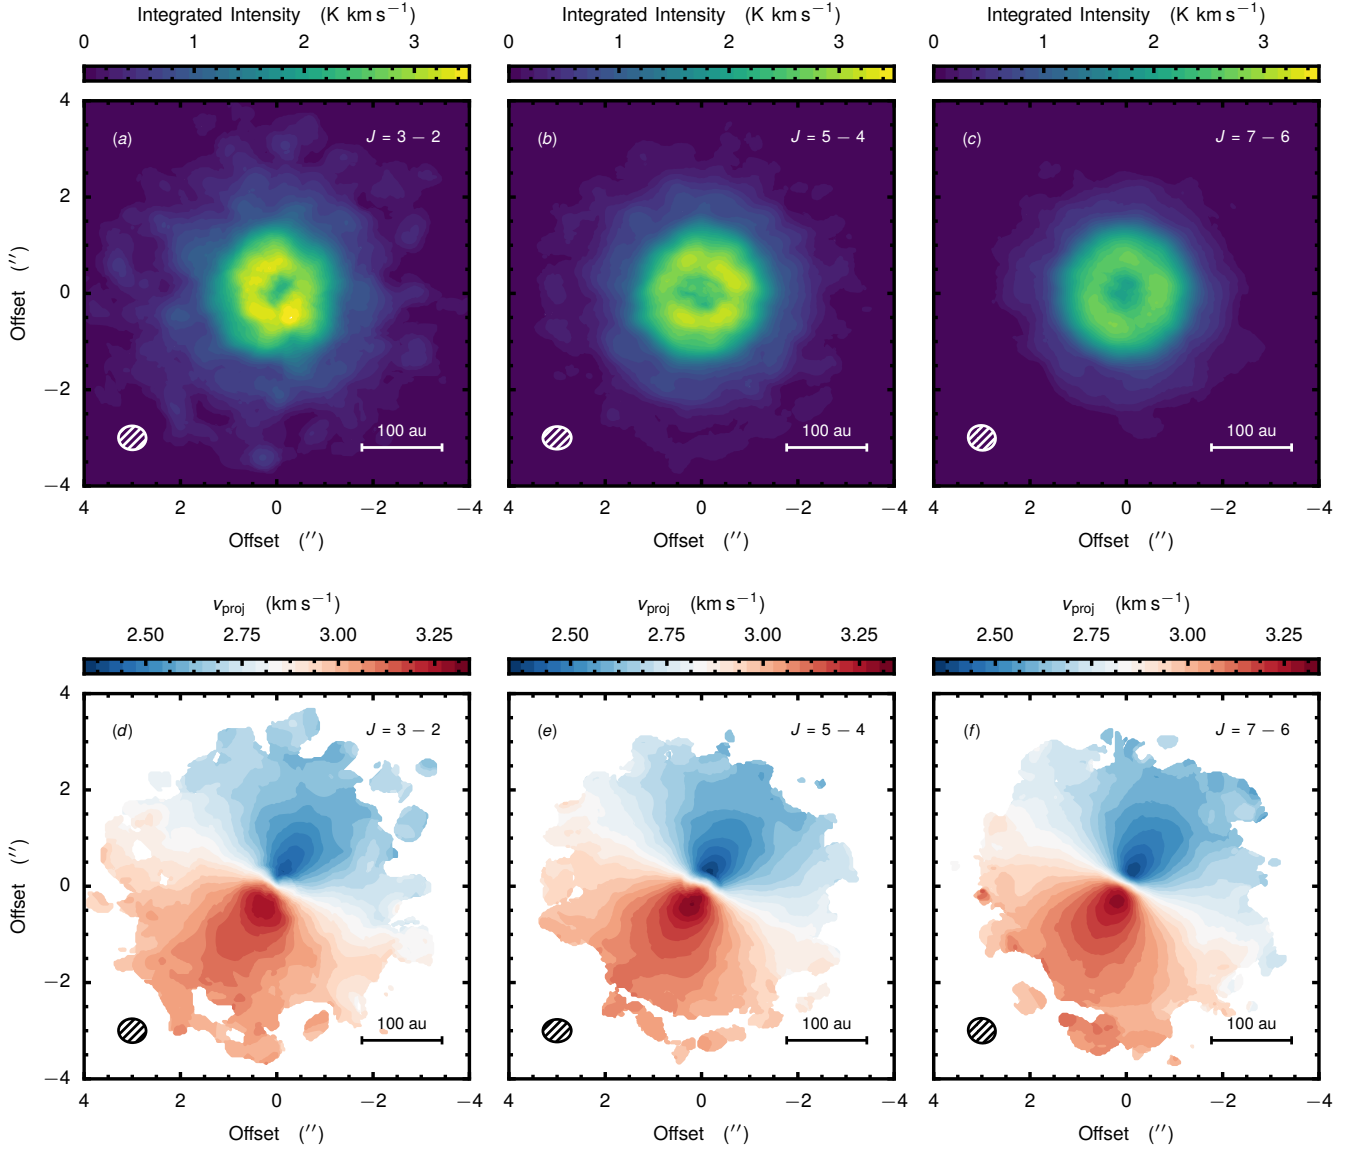 Integrated Intensity (K km s−1) Integrated Intensity (K km s−1) Integrated Intensity (K km s−1)
0 1 2 3 0 1 2 3 0 1 2 3
4
(a) J = 3 − 2 (b) J = 5 − 4 (c) J = 7 − 6
2
0
Offset (′′)
−2
100 au 100 au 100 au
−4
4 2 0 −2 −4 4 2 0 −2 −4 4 2 0 −2 −4
Offset (′′) Offset (′′) Offset (′′)
vproj (km s−1) vproj (km s−1) vproj (km s−1)
2.50 2.75 3.00 3.25 2.50 2.75 3.00 3.25 2.50 2.75 3.00 3.25
4
(d) J = 3 − 2 (e) J = 5 − 4 (f) J = 7 − 6
2
0
Offset (′′)
−2
100 au 100 au 100 au
−4
4 2 0 −2 −4 4 2 0 −2 −4 4 2 0 −2 −4
Offset (′′) Offset (′′) Offset (′′)